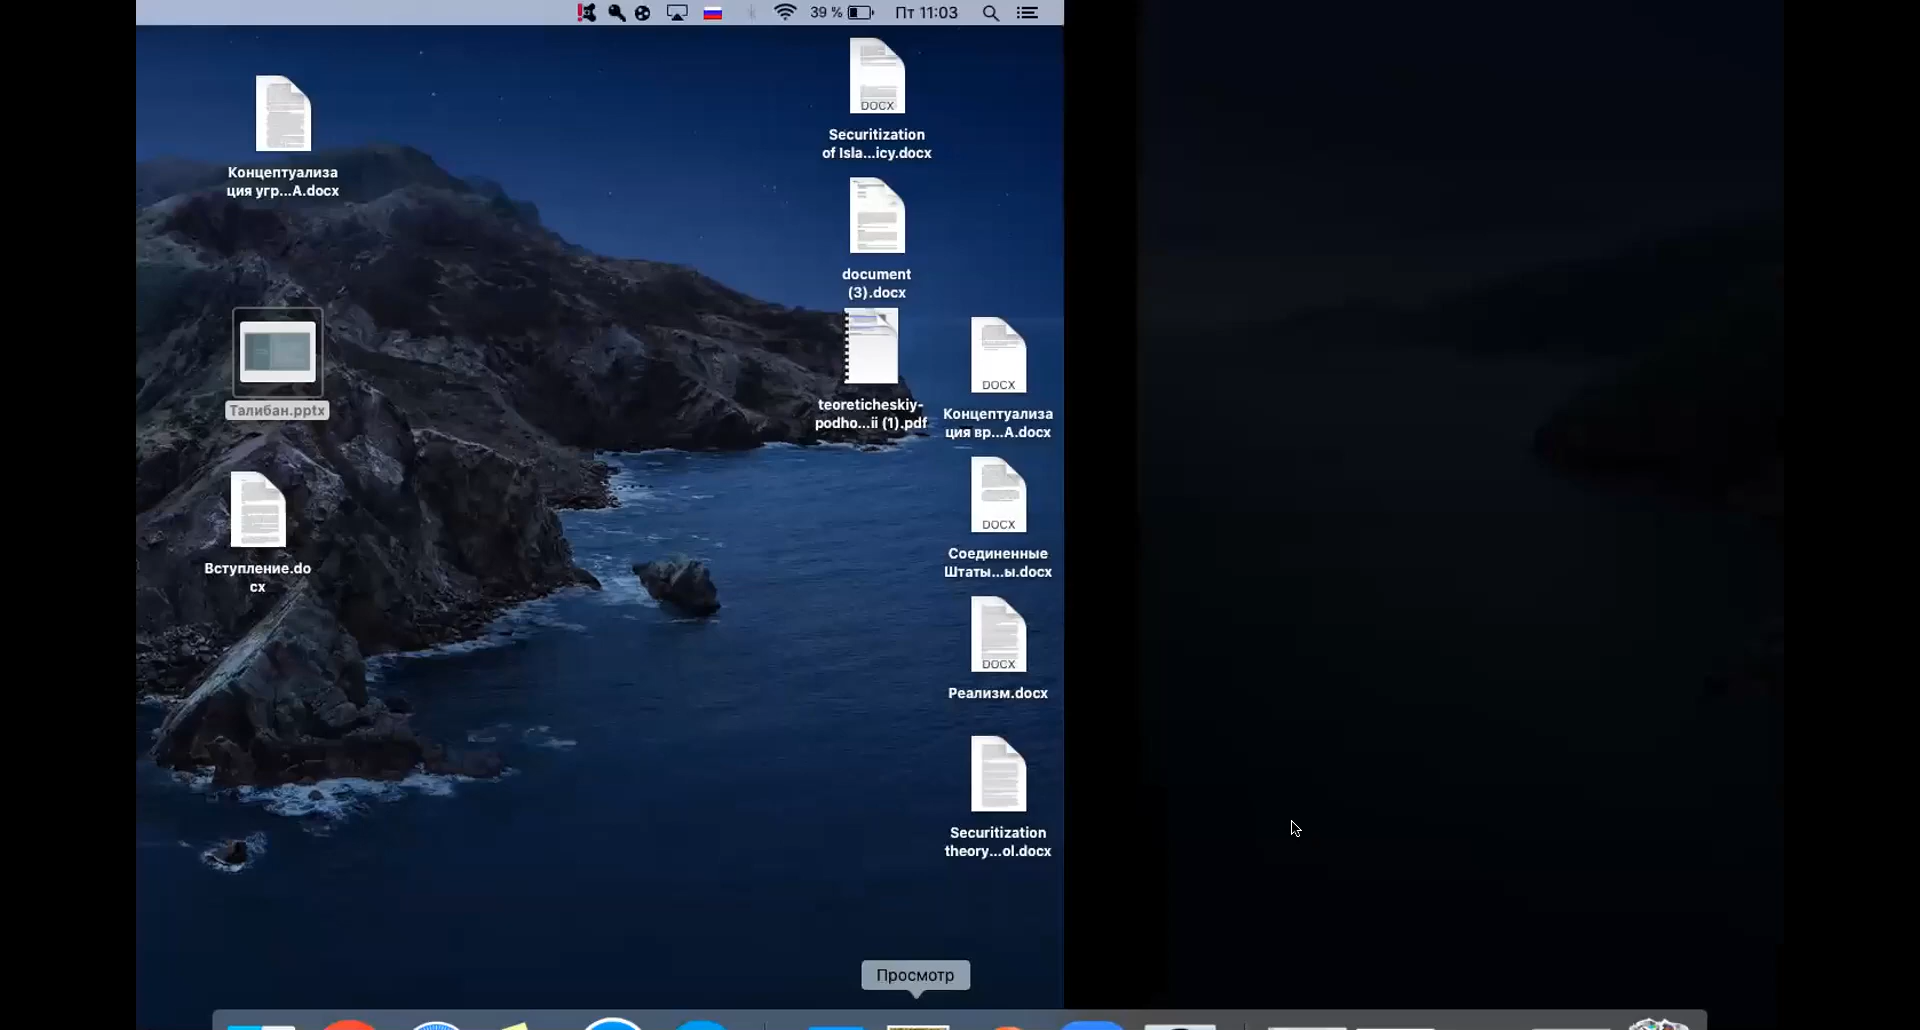 39 %
Пт 11:03
DOCX
Securitization
of Isla...icy.docx
Концептуализа
ция угр...А.docx
document
(3).docx
Талибан.pptx
teoreticheskiy-
podho...ii (1).pdf
DOCX
Концептуализа
ция вр...А.docx
Вступление.do
cx
DOCX
Соединенные
Штаты...ы.docx
DOCX
Реализм.docx
Securitization
theory...ol.docx
Просмотр